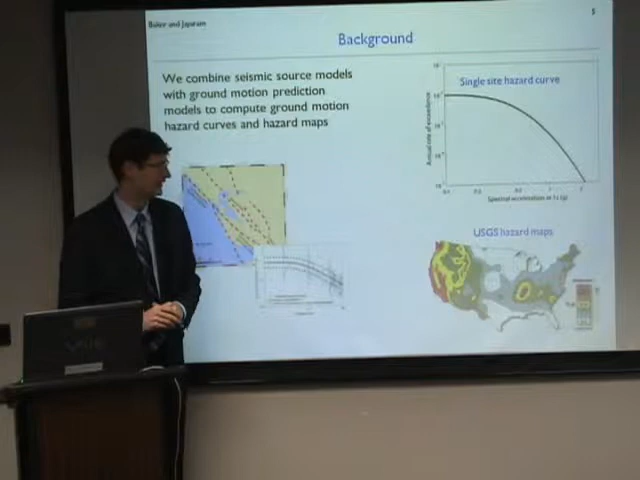 Baker and Jayaram
5
Background
We combine seismic source models
with ground motion prediction
models to compute ground motion
hazard curves and hazard maps
Single site hazard curve
Annual rate of exceedance
Spectral acceleration at 1s (g)
USGS hazard maps